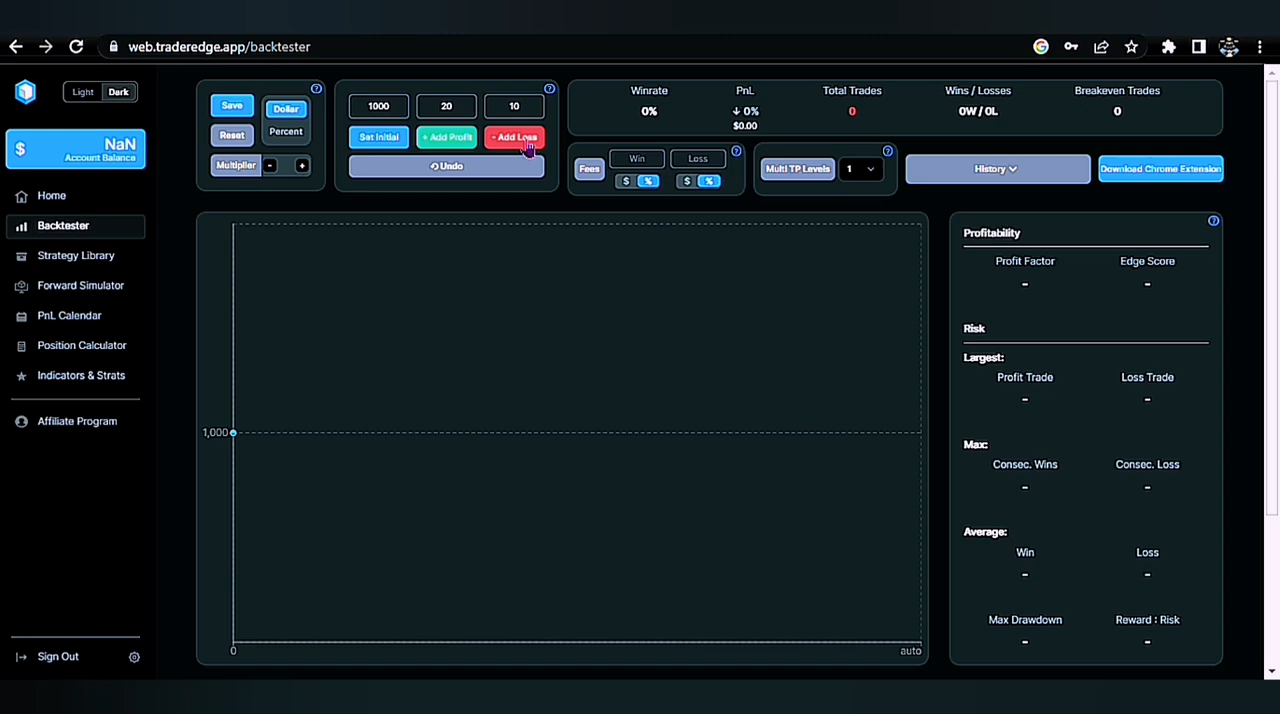 web.traderedge.app/backtester
Light Dark
$ NaN
Account Balance
Home
Backtester
Strategy Library
Forward Simulator
PnL Calendar
Position Calculator
Indicators & Strats
Affiliate Program
Sign Out
Save Dollar
Reset Percent
Multiplier - +
1000 20 10
Set Initial + Add Profit - Add Loss
Undo
Winrate PnL Total Trades Wins / Losses Breakeven Trades
0% ↓ 0% 0 0W / 0L 0
$0.00
Fees Win Loss
$ % $ %
Multi TP Levels 1
History
Download Chrome Extension
1,000
0 auto
Profitability
Profit Factor Edge Score
- -
Risk
Largest:
Profit Trade Loss Trade
- -
Max:
Consec. Wins Consec. Loss
- -
Average:
Win Loss
- -
Max Drawdown Reward : Risk
- -